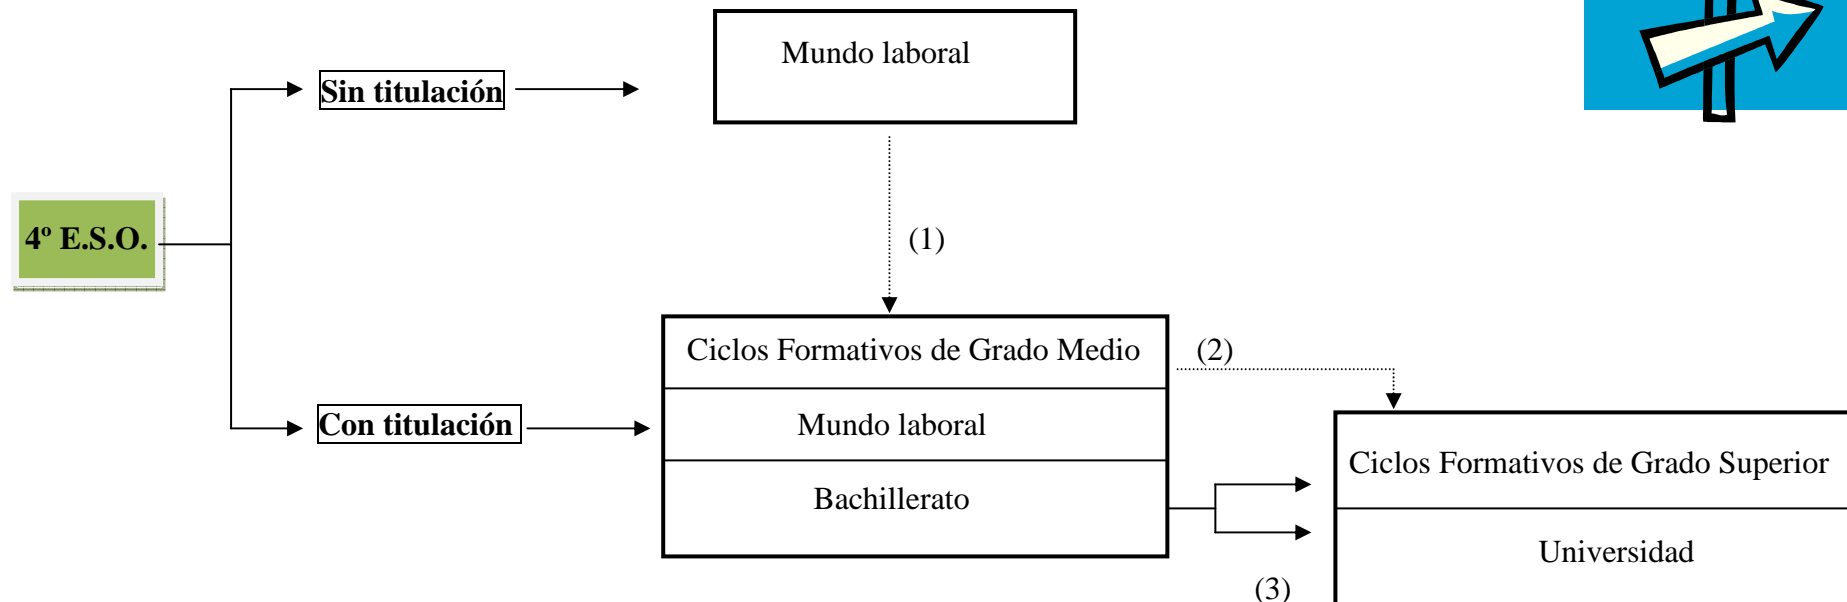 Mundo laboral
Sin titulación
4º E.S.O.
(1)
Ciclos Formativos de Grado Medio
(2)
Con titulación
Mundo laboral
Ciclos Formativos de Grado Superior
Bachillerato
Universidad
(3)